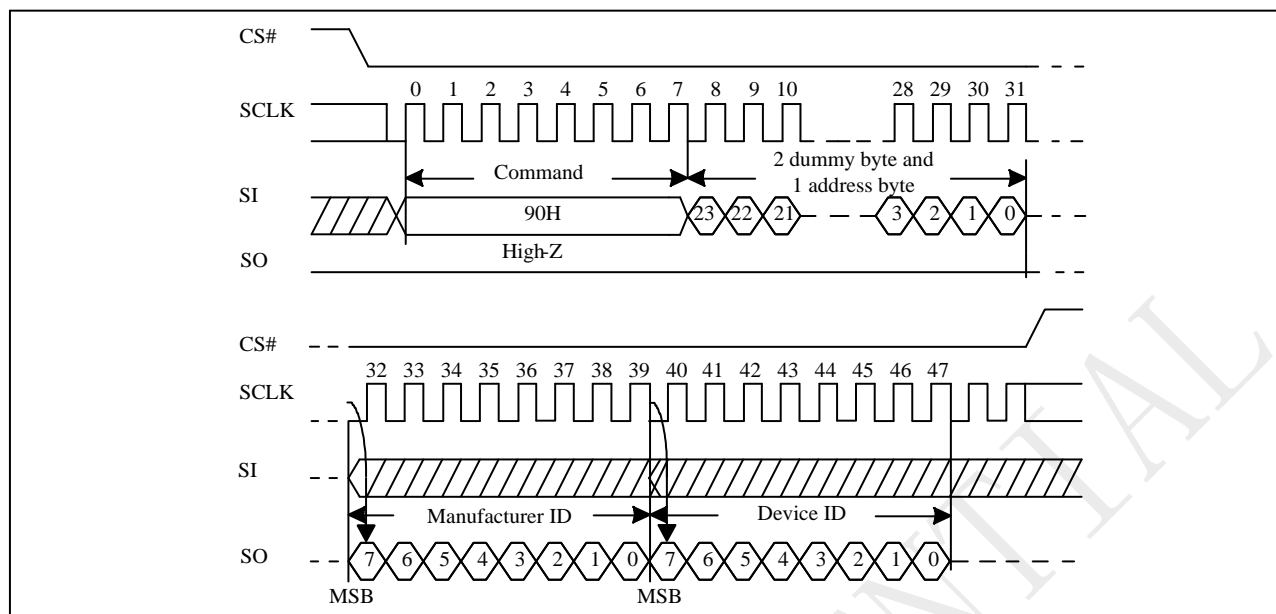 CS#
0 1 2 3 4 5 6 7 8 9 10 28 29 30 31
SCLK
Command
2 dummy byte and
1 address byte
SI
90H
23 22 21 3 2 1 0
High-Z
SO
CS#
32 33 34 35 36 37 38 39 40 41 42 43 44 45 46 47
SCLK
SI
Manufacturer ID Device ID
SO
7 6 5 4 3 2 1 0 7 6 5 4 3 2 1 0
MSB MSB
NTIAL